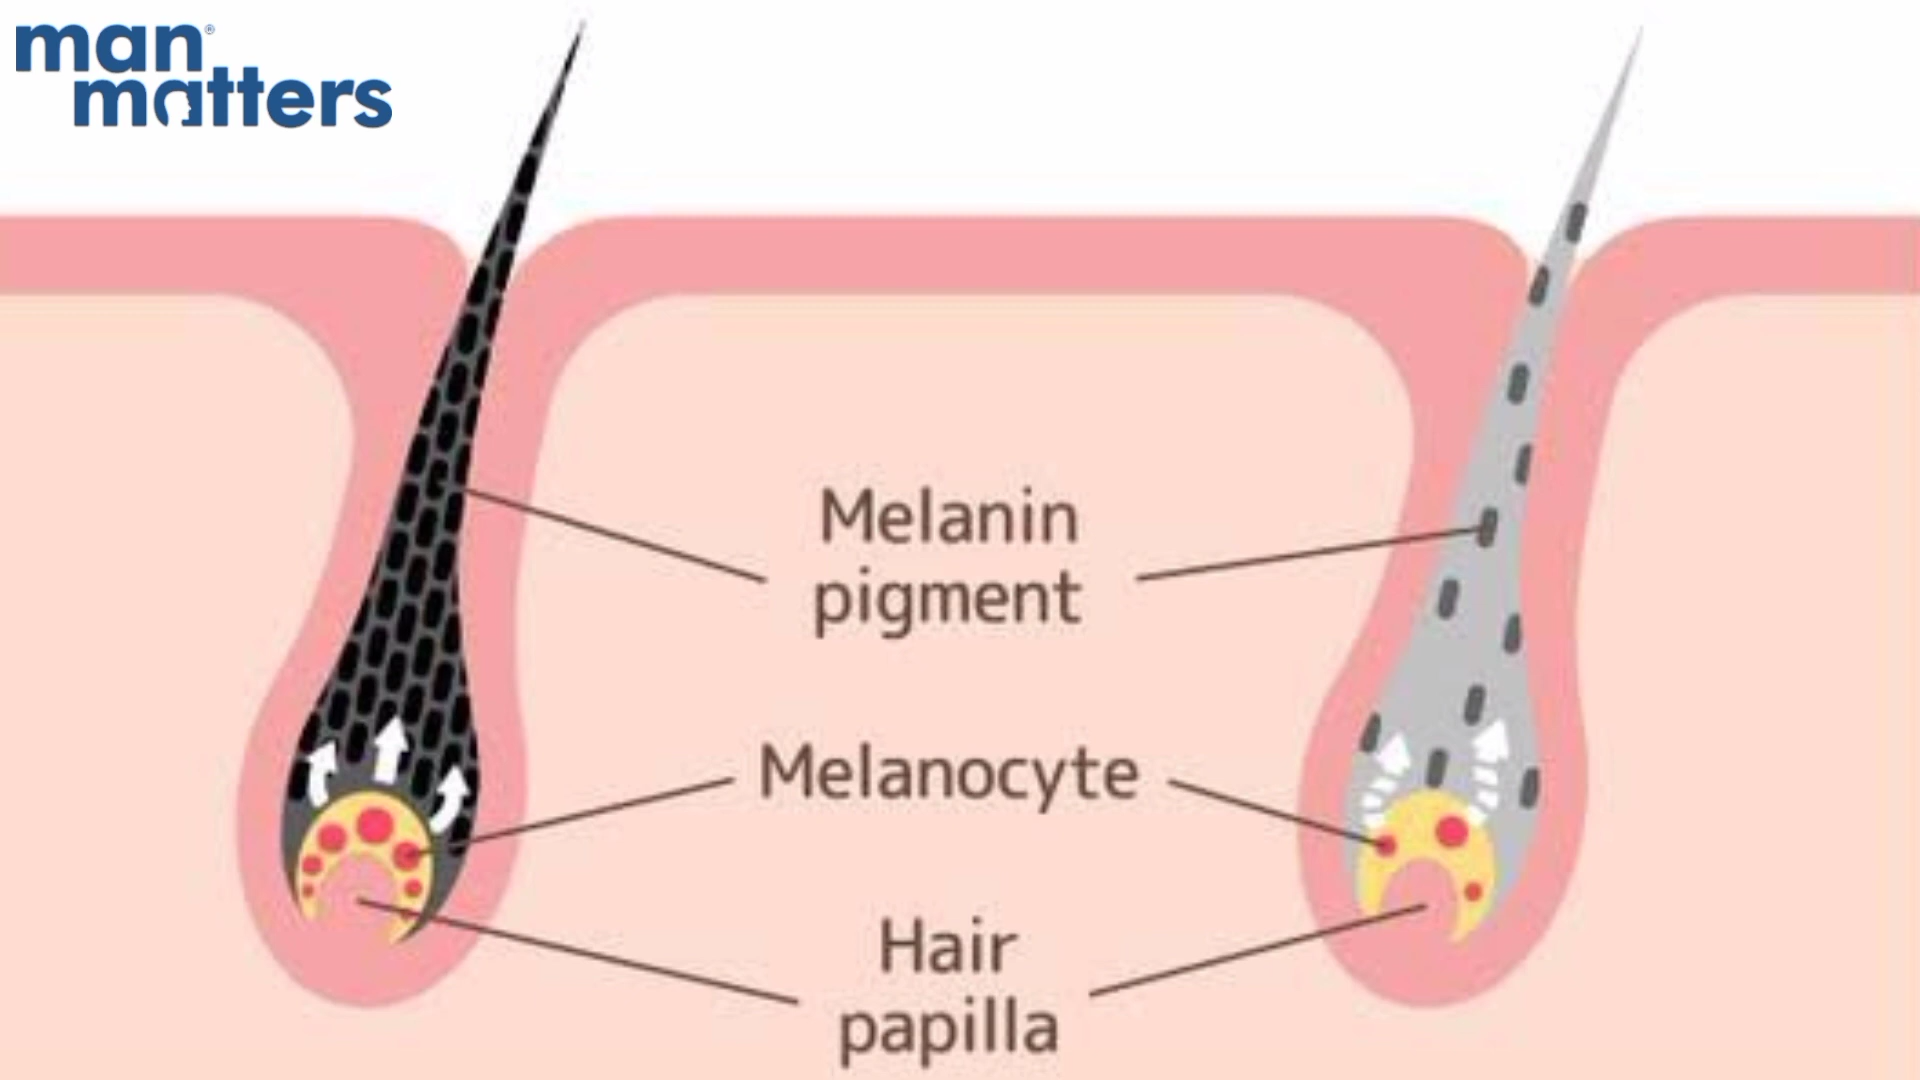 man®
matters
Melanin
pigment
Melanocyte
Hair
papilla